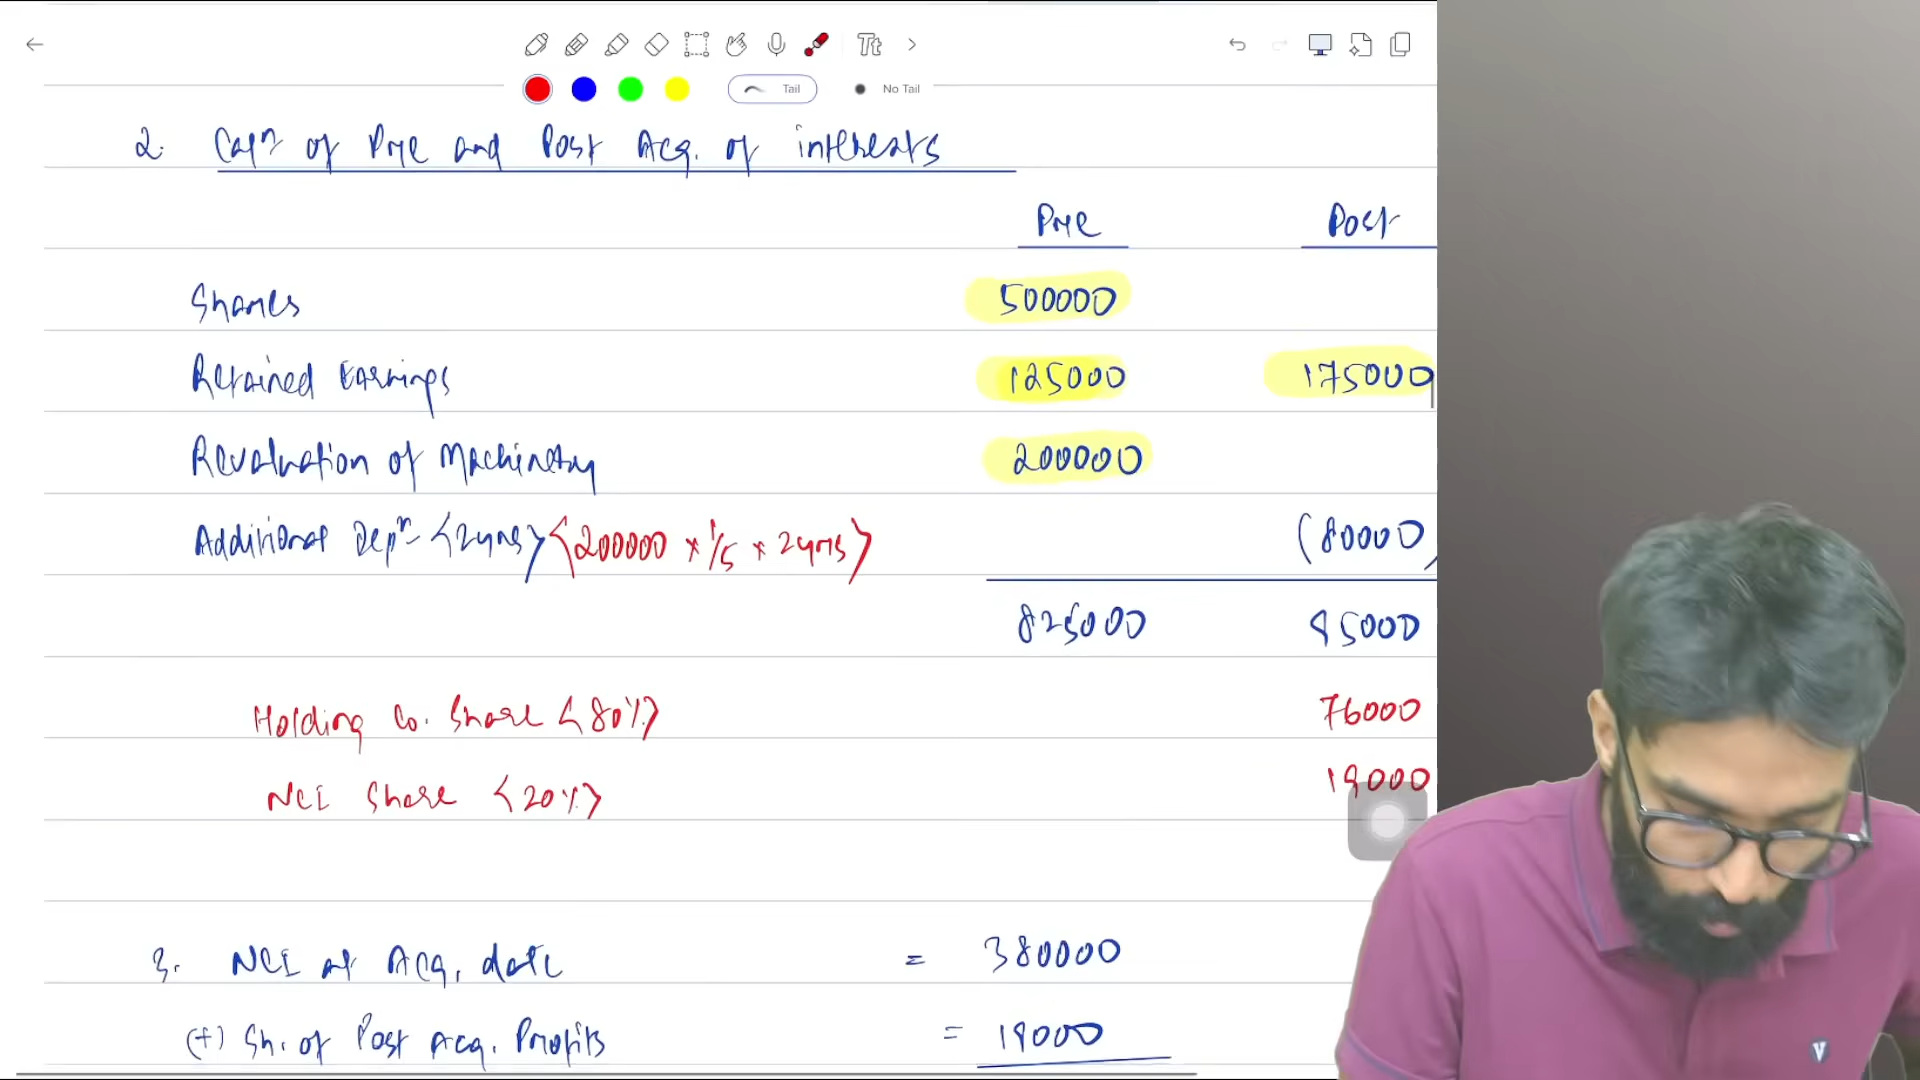 Tail No Tail
Tt
2. Calⁿ of Pre and Post Acq. of interests
Pre Post
Shares 500000
Retained Earnings 125000 175000
Revaluation of Machinery 200000
Additional Depⁿ <2yrs> <200000 × 1/5 × 2yrs> (80000)
825000 95000
Holding Co. Share <80%> 76000
NCI Share <20%> 19000
3. NCI at Acq. date = 380000
(+) Sh. of Post Acq. Profits = 19000
V